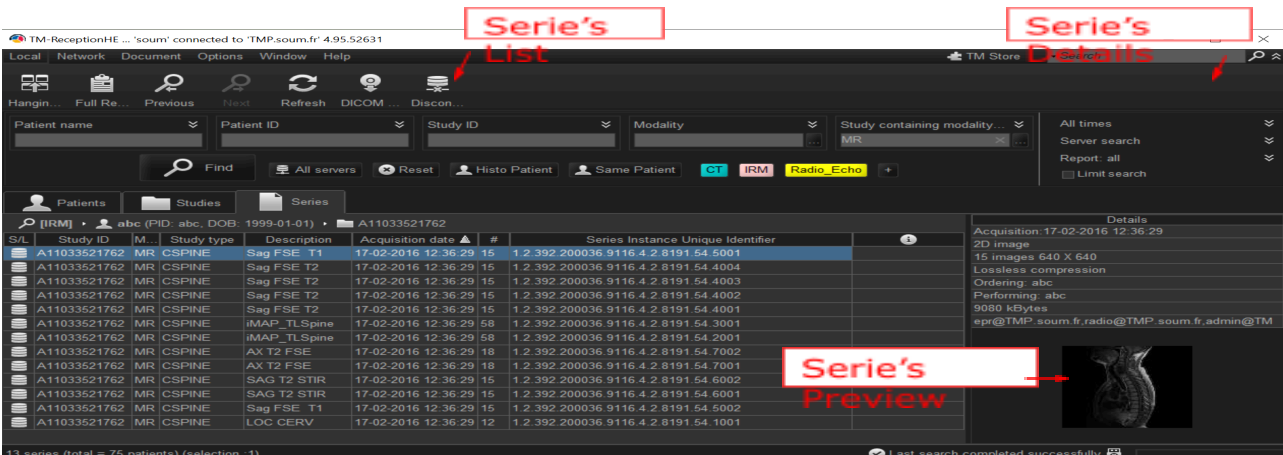 Serie's List
Serie's Details
TM-ReceptionHE ... 'soum' connected to 'TMP.soum.fr' 4.95.52631
Local Network Document Options Window Help TM Store Search
Hangin... Full Re... Previous Next Refresh DICOM ... Discon...
Patient name Patient ID Study ID Modality Study containing modality... All times
MR Server search
Find All servers Reset Histo Patient Same Patient CT IRM Radio_Echo + Report: all
Limit search
Patients Studies Series
[IRM] abc (PID: abc, DOB: 1999-01-01) A11033521762
S/L Study ID M... Study type Description Acquisition date # Series Instance Unique Identifier
A11033521762 MR CSPINE Sag FSE T1 17-02-2016 12:36:29 15 1.2.392.200036.9116.4.2.8191.54.5001
A11033521762 MR CSPINE Sag FSE T2 17-02-2016 12:36:29 15 1.2.392.200036.9116.4.2.8191.54.4004
A11033521762 MR CSPINE Sag FSE T2 17-02-2016 12:36:29 15 1.2.392.200036.9116.4.2.8191.54.4003
A11033521762 MR CSPINE Sag FSE T2 17-02-2016 12:36:29 15 1.2.392.200036.9116.4.2.8191.54.4002
A11033521762 MR CSPINE Sag FSE T2 17-02-2016 12:36:29 15 1.2.392.200036.9116.4.2.8191.54.4001
A11033521762 MR CSPINE iMAP_TLSpine 17-02-2016 12:36:29 58 1.2.392.200036.9116.4.2.8191.54.3001
A11033521762 MR CSPINE iMAP_TLSpine 17-02-2016 12:36:29 58 1.2.392.200036.9116.4.2.8191.54.2001
A11033521762 MR CSPINE AX T2 FSE 17-02-2016 12:36:29 18 1.2.392.200036.9116.4.2.8191.54.7002
A11033521762 MR CSPINE AX T2 FSE 17-02-2016 12:36:29 18 1.2.392.200036.9116.4.2.8191.54.7001
A11033521762 MR CSPINE SAG T2 STIR 17-02-2016 12:36:29 15 1.2.392.200036.9116.4.2.8191.54.6002
A11033521762 MR CSPINE SAG T2 STIR 17-02-2016 12:36:29 15 1.2.392.200036.9116.4.2.8191.54.6001
A11033521762 MR CSPINE Sag FSE T1 17-02-2016 12:36:29 15 1.2.392.200036.9116.4.2.8191.54.5002
A11033521762 MR CSPINE LOC CERV 17-02-2016 12:36:29 12 1.2.392.200036.9116.4.2.8191.54.1001
Details
Acquisition:17-02-2016 12:36:29
2D image
15 images 640 X 640
Lossless compression
Ordering: abc
Performing: abc
9080 kBytes
epr@TMP.soum.fr,radio@TMP.soum.fr,admin@TM
Serie's
Preview
13 series (total = 75 patients) (selection :1) Last search completed successfully